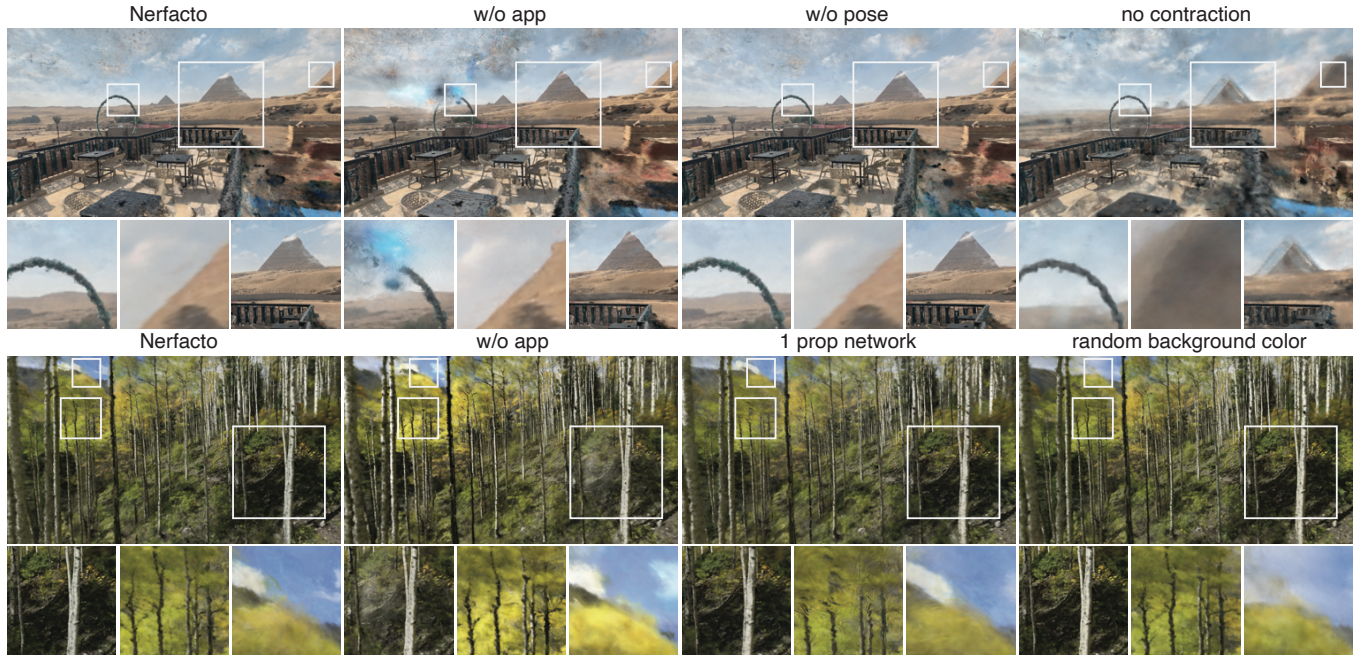 Nerfacto w/o app w/o pose no contraction
Nerfacto w/o app 1 prop network random background color